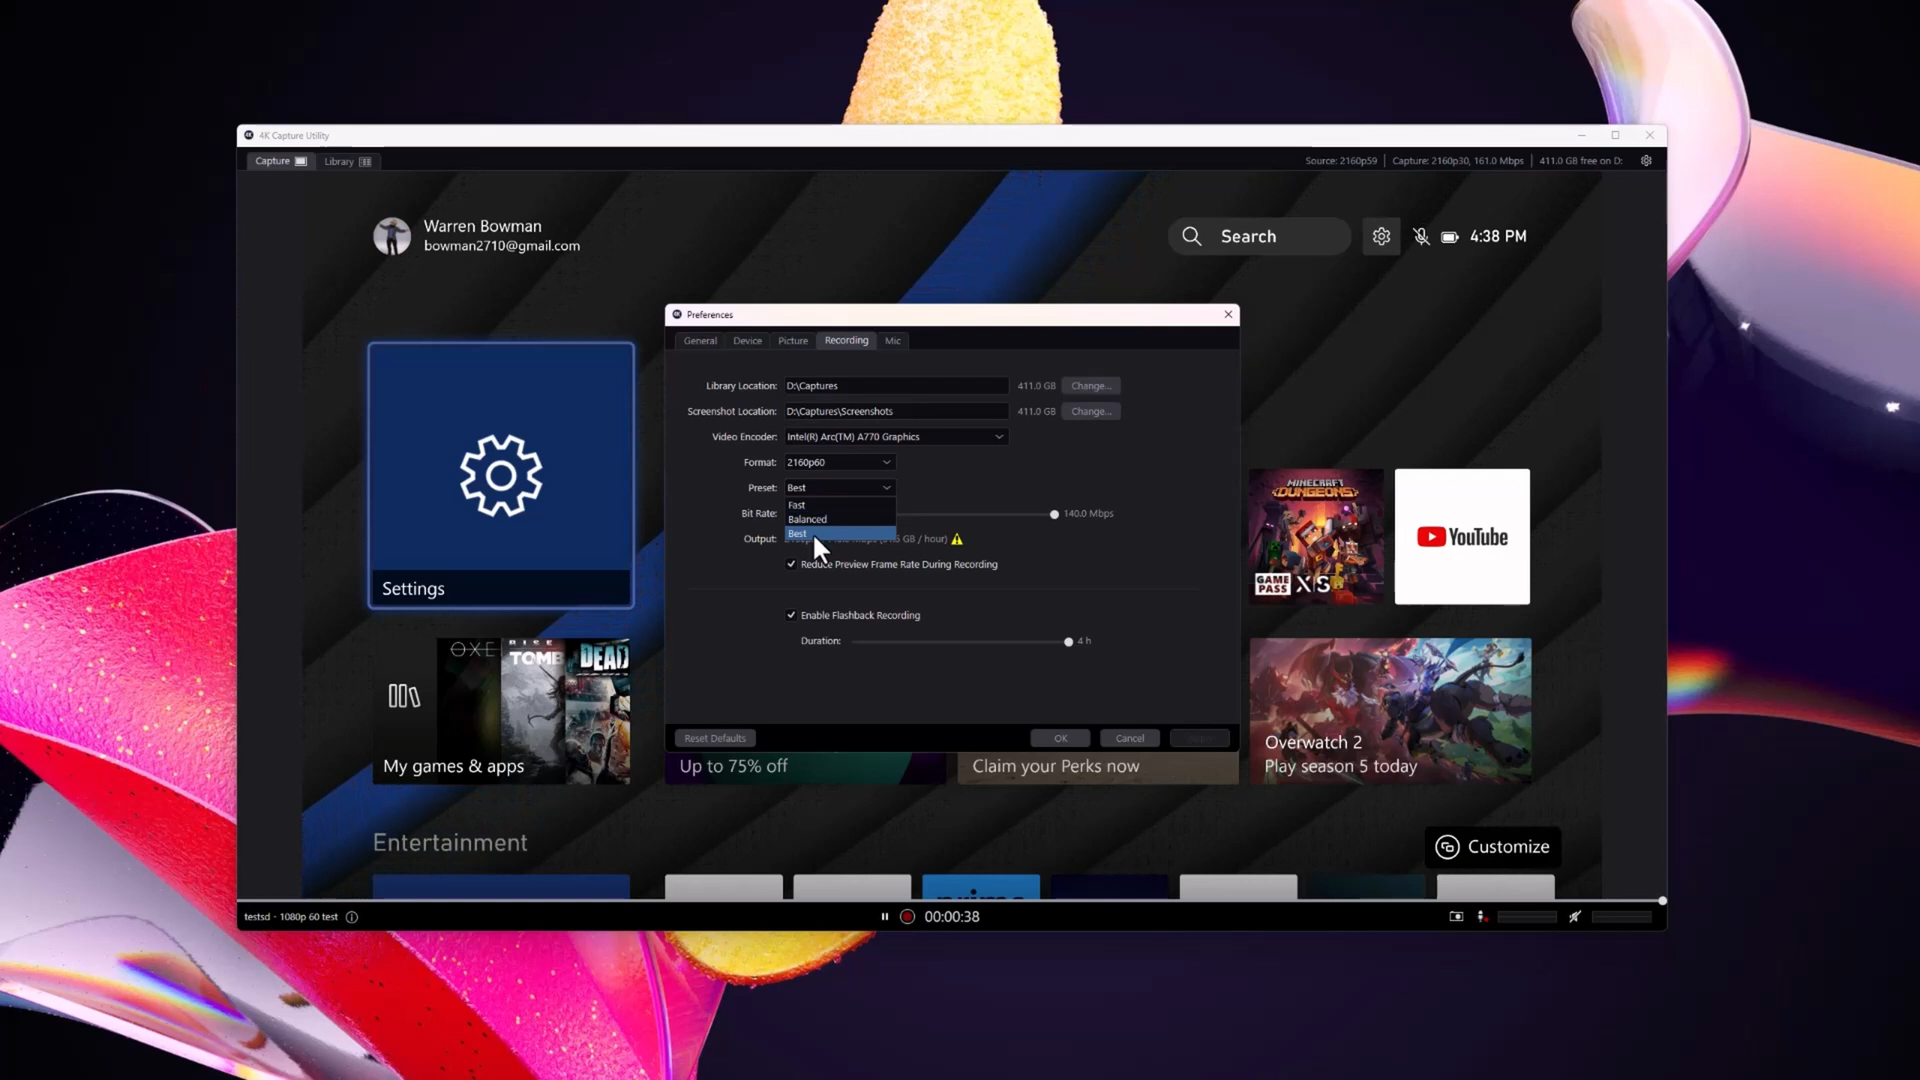 4K Capture Utility
Capture
Library
Source: 2160p59
Capture: 2160p30, 161.0 Mbps
411.0 GB free on D:
Warren Bowman
bowman2710@gmail.com
Search
4:38 PM
Preferences
General
Device
Picture
Recording
Mic
Library Location:
D:\Captures
411.0 GB
Change...
Screenshot Location:
D:\Captures\Screenshots
411.0 GB
Change...
Video Encoder:
Intel(R) Arc(TM) A770 Graphics
Format:
2160p60
Preset:
Best
Fast
Balanced
Best
Bit Rate:
140.0 Mbps
Output:
GB / hour)
Reduce Preview Frame Rate During Recording
Enable Flashback Recording
Duration:
4 h
Reset Defaults
OK
Cancel
Settings
MINECRAFT
DUNGEONS
GAME
PASS
X|S
YouTube
OXE
RISE
TOMB
DEAD
My games & apps
Up to 75% off
Claim your Perks now
Overwatch 2
Play season 5 today
Entertainment
Customize
testsd - 1080p 60 test
00:00:38